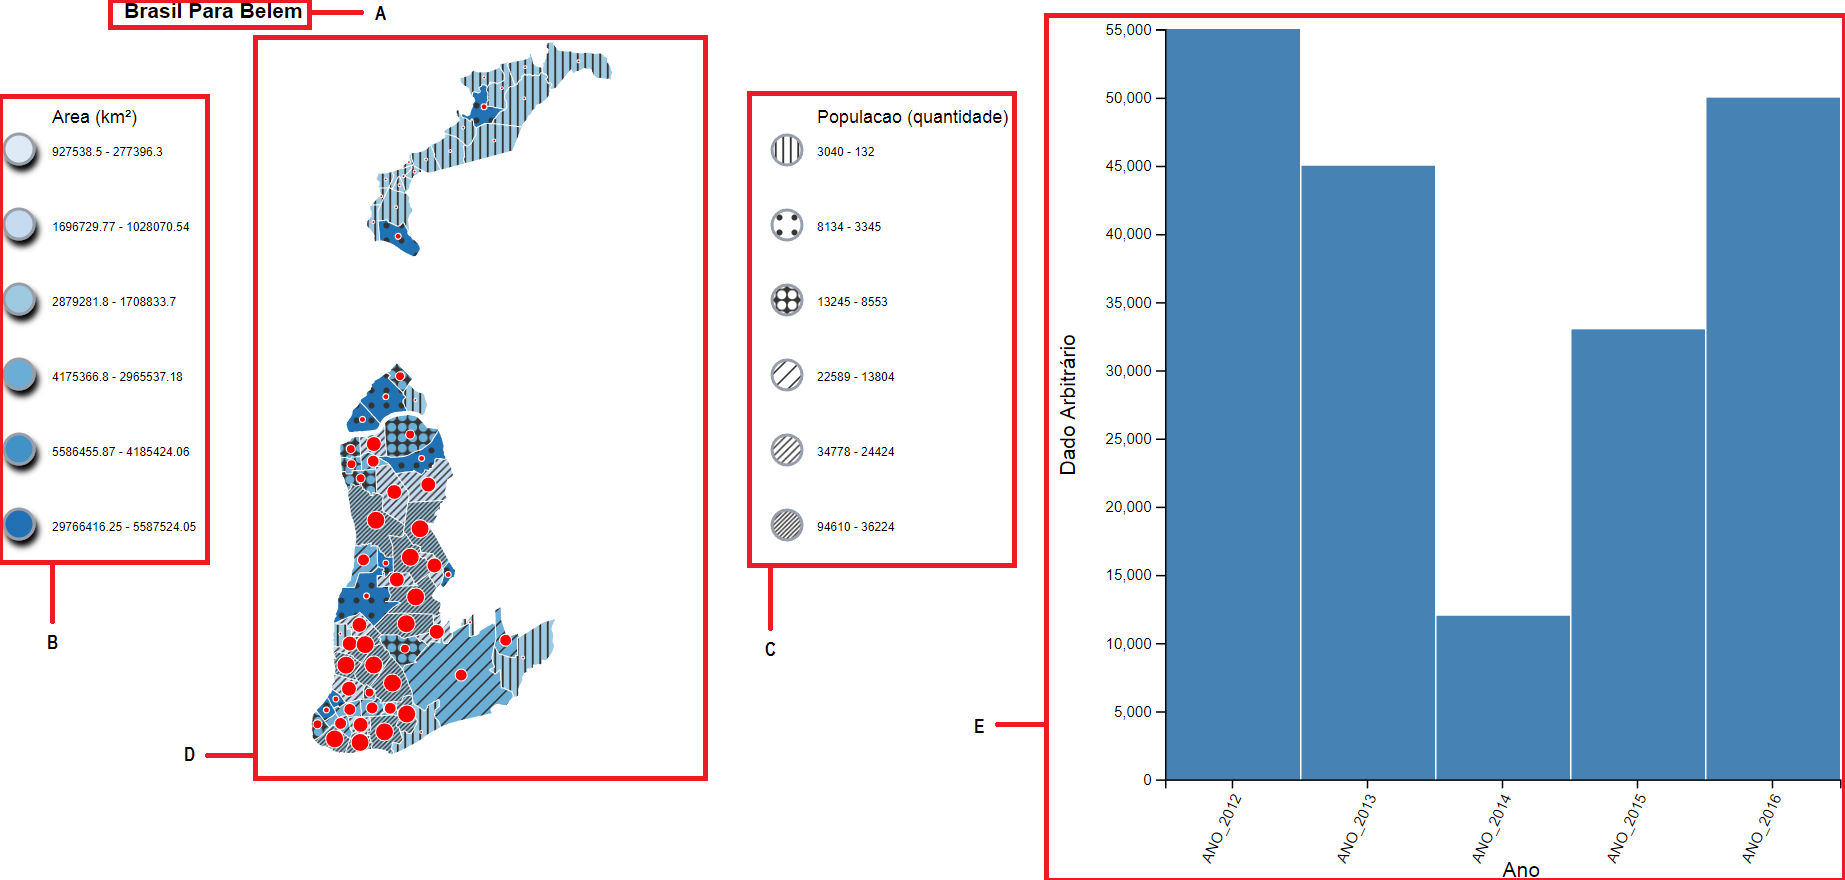 Brasil Para Belem
A
Area (km²)
927538.5 - 277396.3
1696729.77 - 1028070.54
2879281.8 - 1708833.7
4175366.8 - 2965537.18
5586455.87 - 4185424.06
29766416.25 - 5587524.05
B
D
Populacao (quantidade)
3040 - 132
8134 - 3345
13245 - 8553
22589 - 13804
34778 - 24424
94610 - 36224
C
E
Dado Arbitrário
55,000
50,000
45,000
40,000
35,000
30,000
25,000
20,000
15,000
10,000
5,000
0
ANO_2012
ANO_2013
ANO_2014
ANO_2015
ANO_2016
Ano